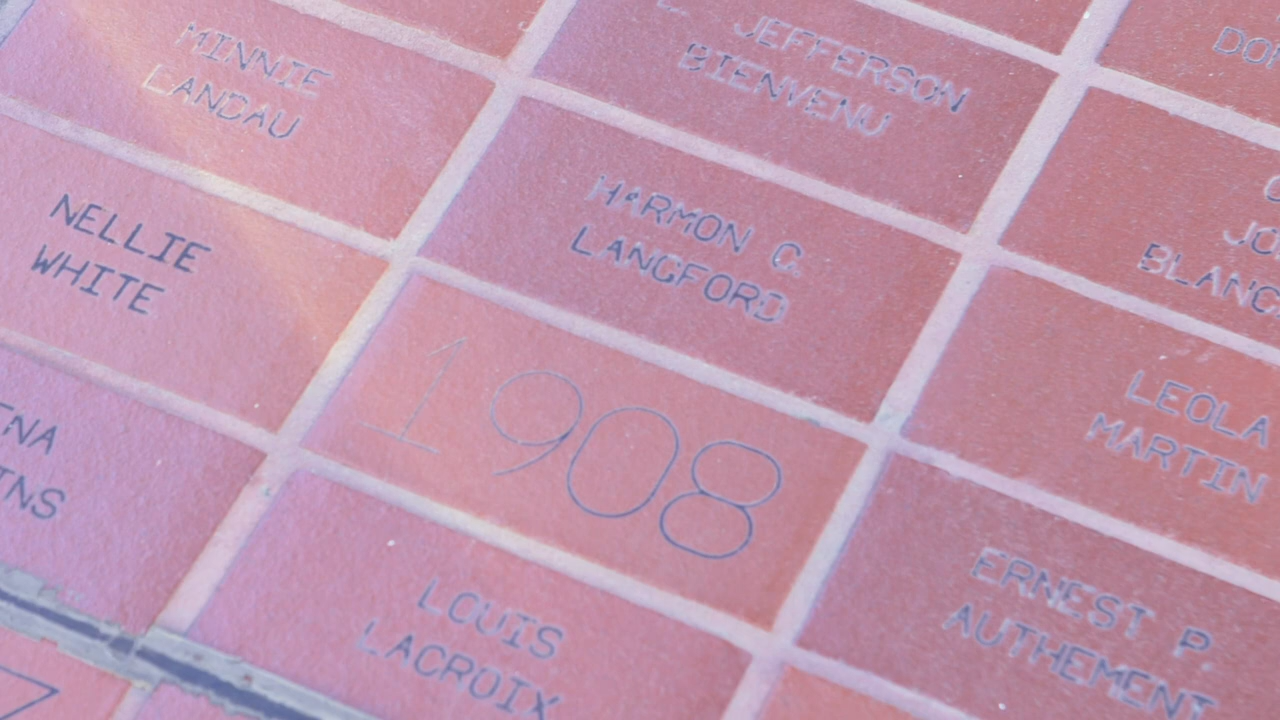 MINNIE
LANDAU
JEFFERSON
BIENVENU
NELLIE
WHITE
HARMON C.
LANGFORD
1908
LEOLA
MARTIN
LOUIS
LACROIX
ERNEST P.
AUTHEMENT